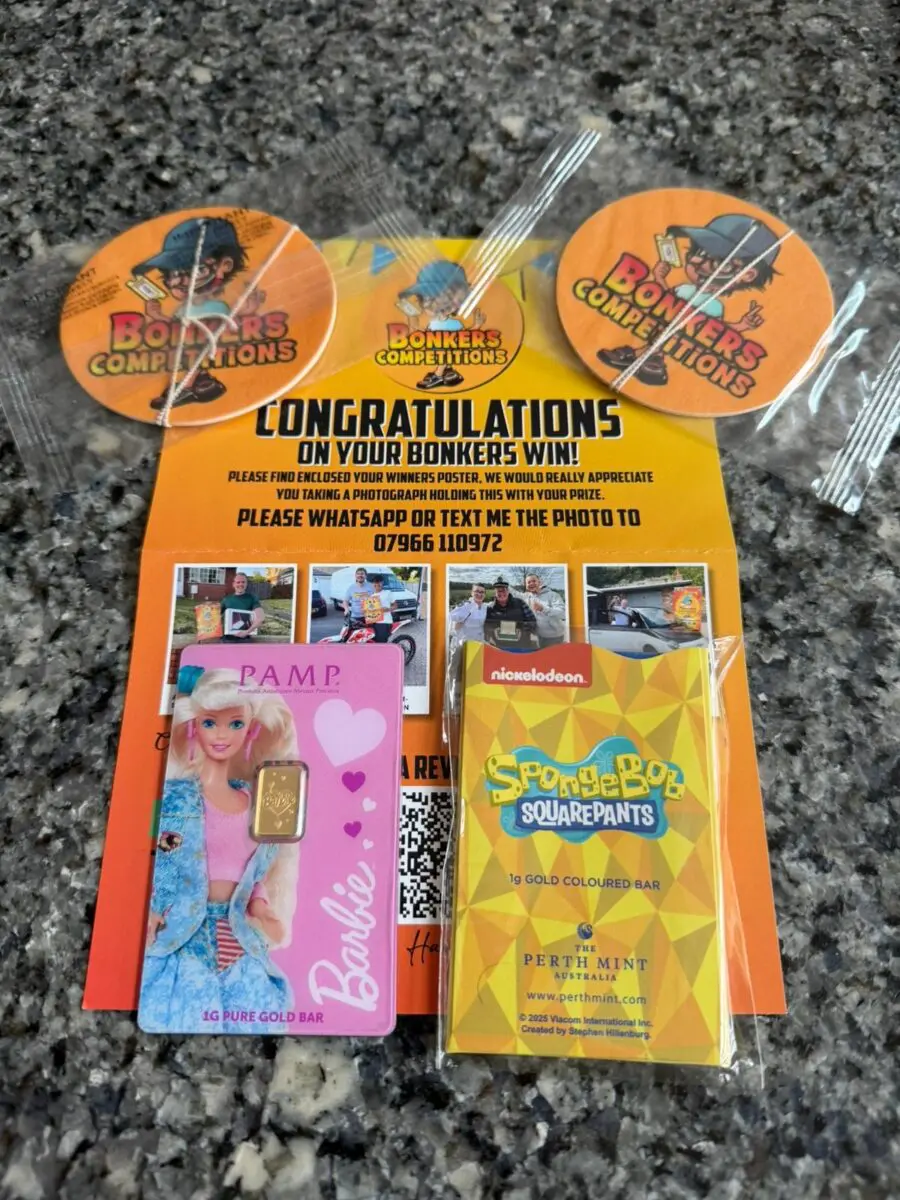 BONKERS
COMPETITIONS
BONKERS
COMPETITIONS
BONKERS
COMPETITIONS
CONGRATULATIONS
ON YOUR BONKERS WIN!
PLEASE FIND ENCLOSED YOUR WINNERS POSTER, WE WOULD REALLY APPRECIATE
YOU TAKING A PHOTOGRAPH HOLDING THIS WITH YOUR PRIZE.
PLEASE WHATSAPP OR TEXT ME THE PHOTO TO
07966 110972
PAMP
Barbie
1G PURE GOLD BAR
A REV
Ha
nickelodeon
SPONGEBOB
SQUAREPANTS
1g GOLD COLOURED BAR
THE
PERTH MINT
AUSTRALIA
www.perthmint.com
© 2025 Viacom International Inc.
Created by Stephen Hillenburg.